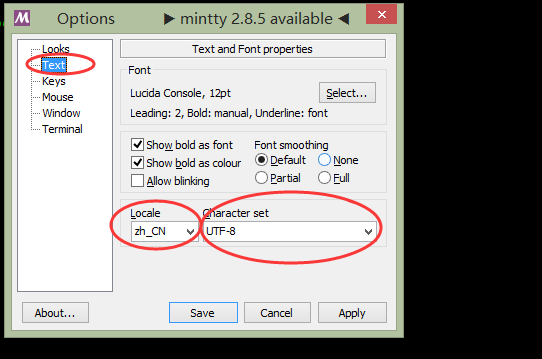 Options ▶ mintty 2.8.5 available ◀
Looks
Text
Keys
Mouse
Window
Terminal
Text and Font properties
Font
Lucida Console, 12pt
Select...
Leading: 2, Bold: manual, Underline: font
Show bold as font
Show bold as colour
Allow blinking
Font smoothing
Default
None
Partial
Full
Locale
zh_CN
Character set
UTF-8
About...
Save
Cancel
Apply